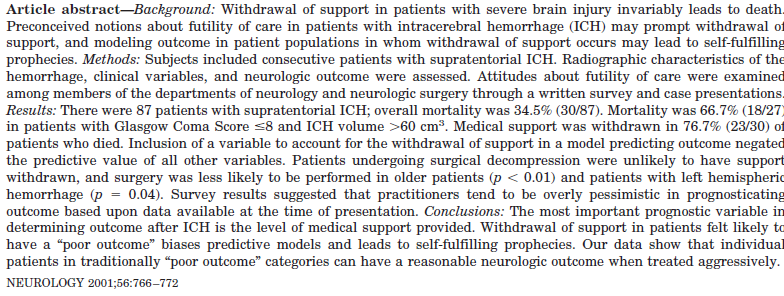 Article abstract—Background: Withdrawal of support in patients with severe brain injury invariably leads to death.
Preconceived notions about futility of care in patients with intracerebral hemorrhage (ICH) may prompt withdrawal of
support, and modeling outcome in patient populations in whom withdrawal of support occurs may lead to self-fulfilling
prophecies. Methods: Subjects included consecutive patients with supratentorial ICH. Radiographic characteristics of the
hemorrhage, clinical variables, and neurologic outcome were assessed. Attitudes about futility of care were examined
among members of the departments of neurology and neurologic surgery through a written survey and case presentations.
Results: There were 87 patients with supratentorial ICH; overall mortality was 34.5% (30/87). Mortality was 66.7% (18/27)
in patients with Glasgow Coma Score ≤8 and ICH volume >60 cm³. Medical support was withdrawn in 76.7% (23/30) of
patients who died. Inclusion of a variable to account for the withdrawal of support in a model predicting outcome negated
the predictive value of all other variables. Patients undergoing surgical decompression were unlikely to have support
withdrawn, and surgery was less likely to be performed in older patients (p < 0.01) and patients with left hemispheric
hemorrhage (p = 0.04). Survey results suggested that practitioners tend to be overly pessimistic in prognosticating
outcome based upon data available at the time of presentation. Conclusions: The most important prognostic variable in
determining outcome after ICH is the level of medical support provided. Withdrawal of support in patients felt likely to
have a “poor outcome” biases predictive models and leads to self-fulfilling prophecies. Our data show that individual
patients in traditionally “poor outcome” categories can have a reasonable neurologic outcome when treated aggressively.
NEUROLOGY 2001;56:766–772